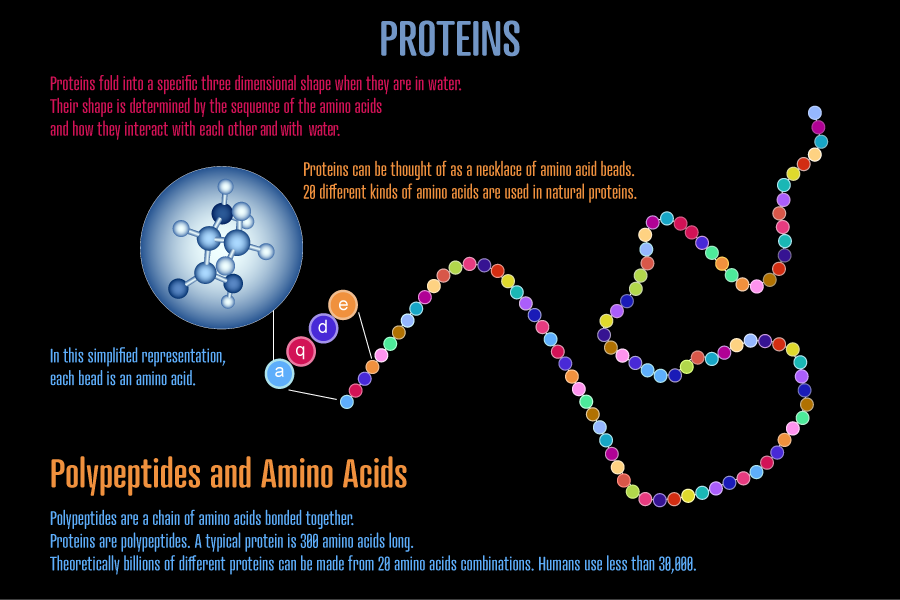 PROTEINS
Proteins fold into a specific three dimensional shape when they are in water.
Their shape is determined by the sequence of the amino acids
and how they interact with each other and with water.
Proteins can be thought of as a necklace of amino acid beads.
20 different kinds of amino acids are used in natural proteins.
e
d
q
a
In this simplified representation,
each bead is an amino acid.
Polypeptides and Amino Acids
Polypeptides are a chain of amino acids bonded together.
Proteins are polypeptides. A typical protein is 300 amino acids long.
Theoretically billions of different proteins can be made from 20 amino acids combinations. Humans use less than 30,000.